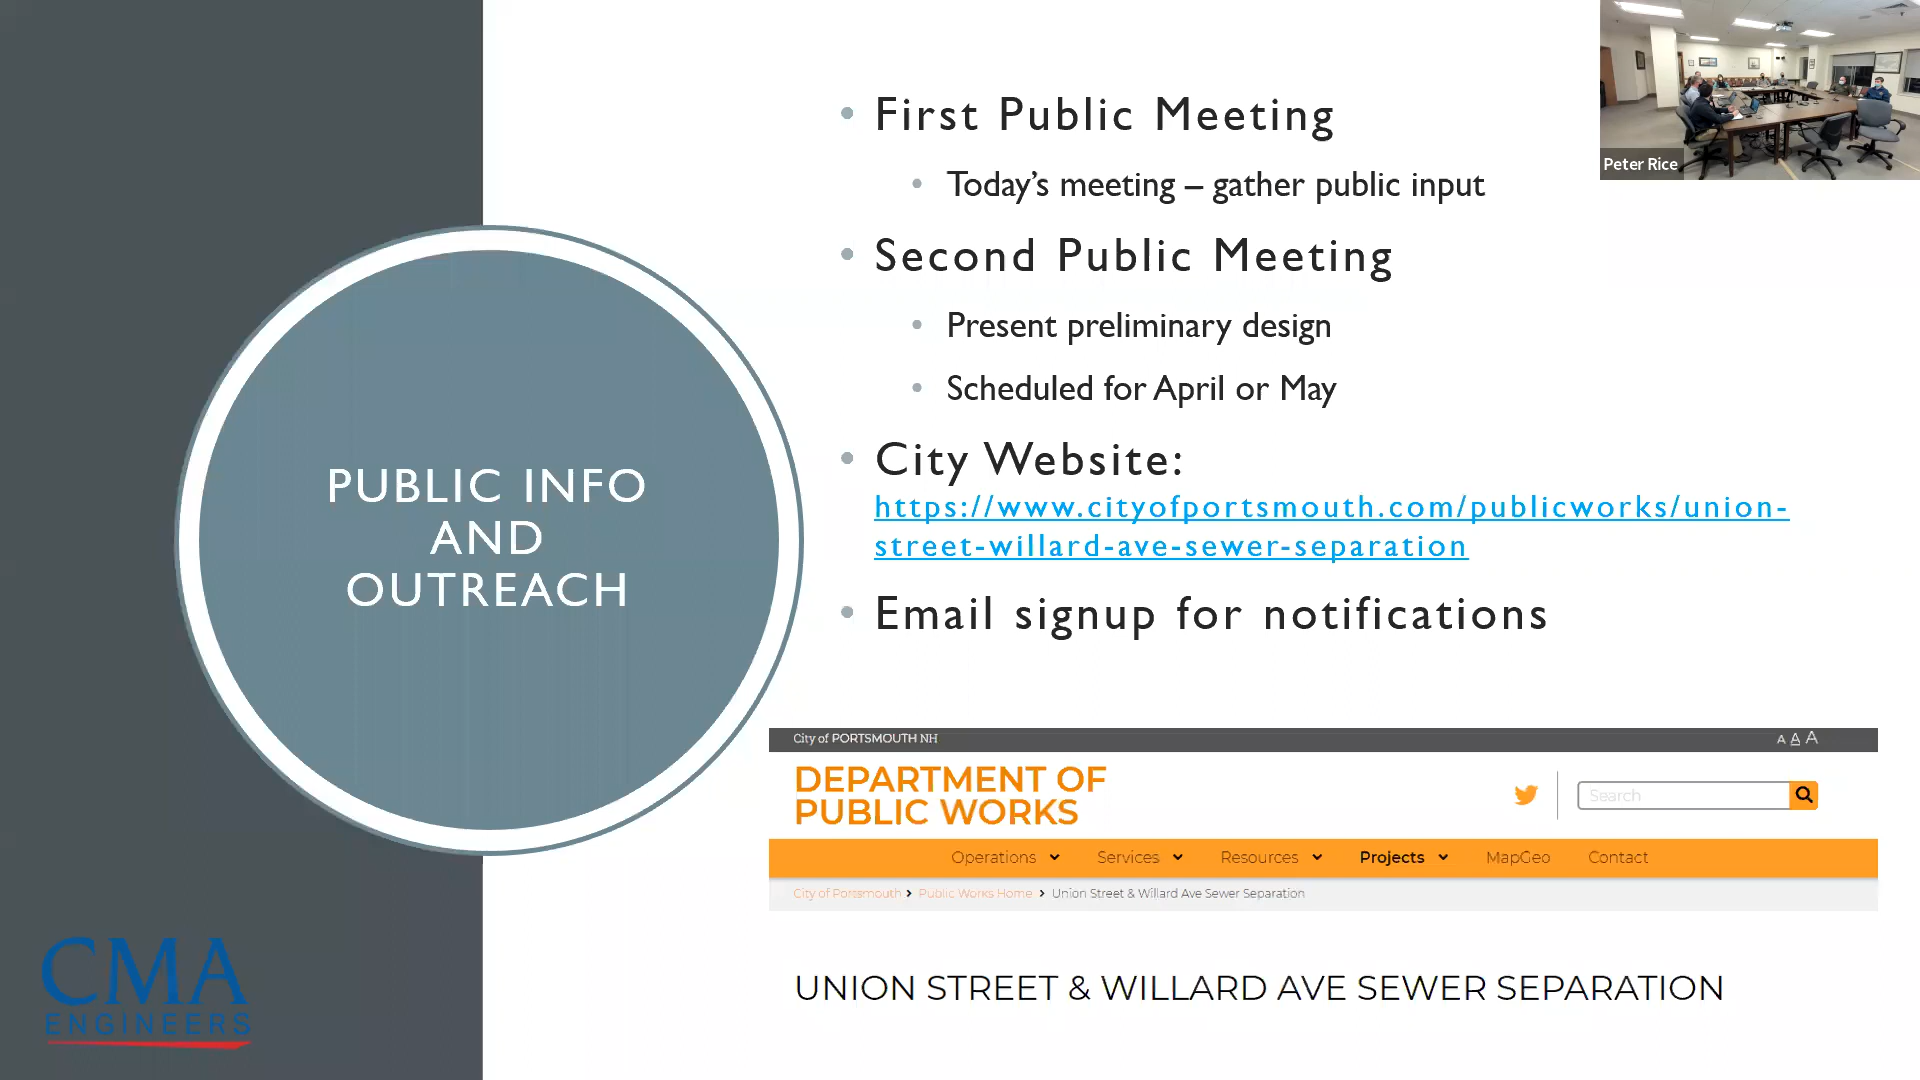 PUBLIC INFO
AND
OUTREACH
CMA
ENGINEERS
• First Public Meeting
• Today’s meeting – gather public input
• Second Public Meeting
• Present preliminary design
• Scheduled for April or May
• City Website:
https://www.cityofportsmouth.com/publicworks/union-
street-willard-ave-sewer-separation
• Email signup for notifications
Peter Rice
City of PORTSMOUTH NH
A A A
DEPARTMENT OF
PUBLIC WORKS
Search
Operations Services Resources Projects MapGeo Contact
City of Portsmouth > Public Works Home > Union Street & Willard Ave Sewer Separation
UNION STREET & WILLARD AVE SEWER SEPARATION